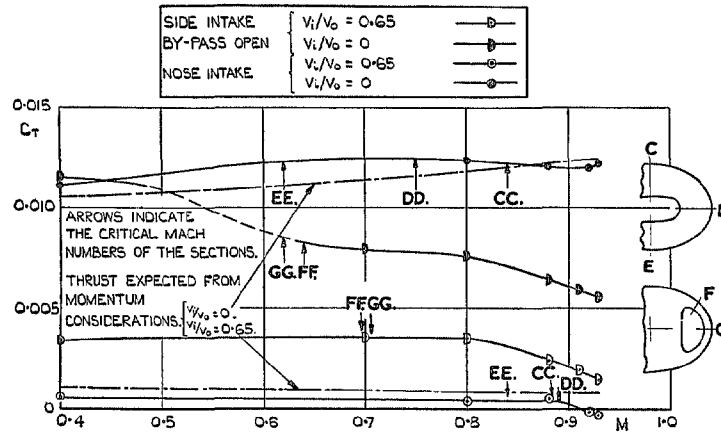 SIDE INTAKE Vi/Vo = 0.65
BY-PASS OPEN Vi/Vo = 0
NOSE INTAKE Vi/Vo = 0.65
Vi/Vo = 0
0.015
CT
C
EE. DD. CC.
0.010
ARROWS INDICATE
THE CRITICAL MACH
NUMBERS OF THE SECTIONS.
E
GG. FF.
THRUST EXPECTED FROM
MOMENTUM
CONSIDERATIONS. Vi/Vo = 0.
Vi/Vo = 0.65.
F
FF. GG.
0.005
EE. CC. DD.
0
0.4 0.5 0.6 0.7 0.8 0.9 M 1.0